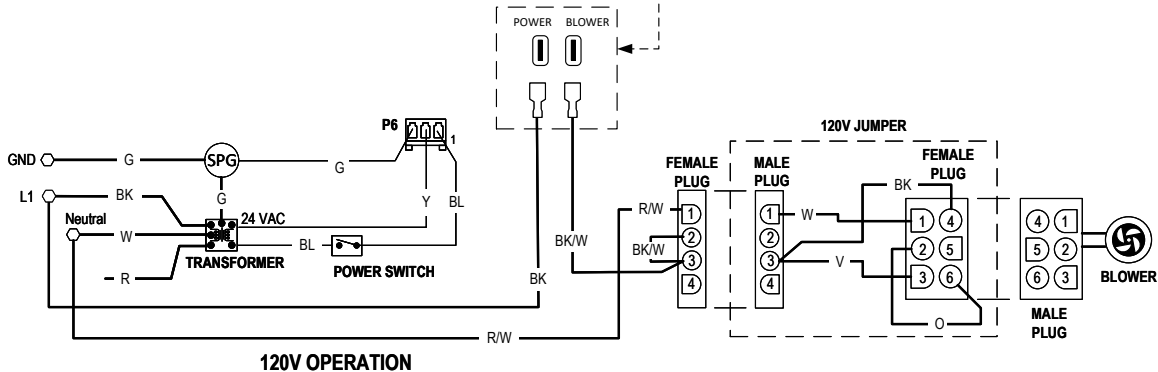 POWER BLOWER
P6
1
120V JUMPER
GND G SPG G
FEMALE PLUG
MALE PLUG
FEMALE PLUG
BK
L1 BK G Y BL
R/W 1 1 W 1 4 4 1
Neutral W 24 VAC
BK/W BK/W 2 2 2 5 5 2 BLOWER
BL
3 3 V 3 6 6 3
R TRANSFORMER POWER SWITCH BK
4 4
MALE PLUG
O
R/W
120V OPERATION